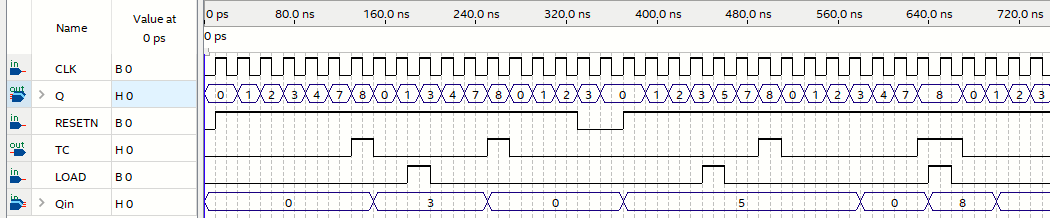 Name Value at 0 ps 0 ps 80.0 ns 160.0 ns 240.0 ns 320.0 ns 400.0 ns 480.0 ns 560.0 ns 640.0 ns 720.0 ns
0 ps
in CLK B 0
out Q H 0 0 1 2 3 4 7 8 0 1 3 4 7 8 0 1 2 3 0 1 2 3 5 7 8 0 1 2 3 4 7 8 0 1 2 3
in RESETN B 0
out TC H 0
in LOAD B 0
in Qin H 0 0 3 0 5 0 8